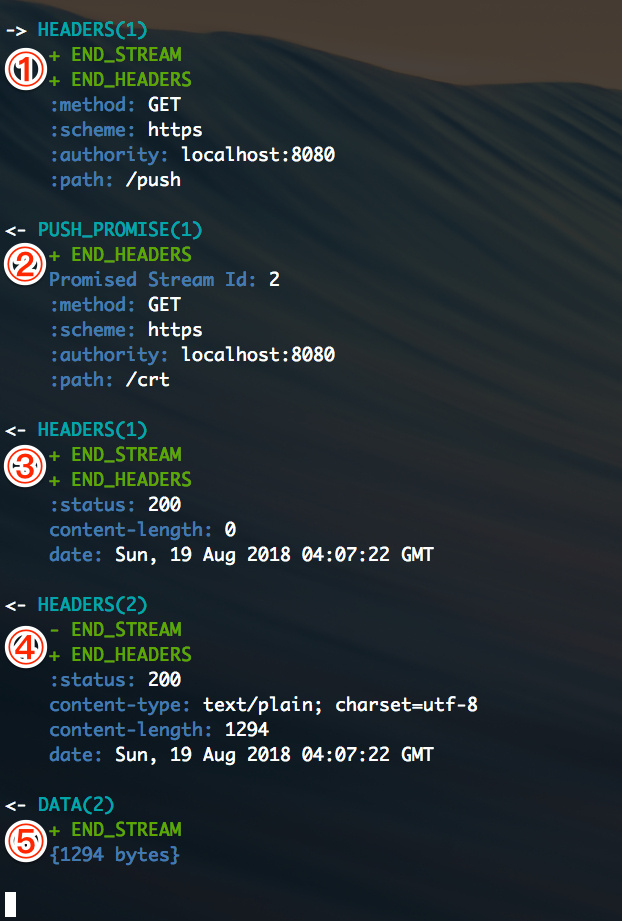 -> HEADERS(1)
① + END_STREAM
+ END_HEADERS
:method: GET
:scheme: https
:authority: localhost:8080
:path: /push
<- PUSH_PROMISE(1)
② + END_HEADERS
Promised Stream Id: 2
:method: GET
:scheme: https
:authority: localhost:8080
:path: /crt
<- HEADERS(1)
③ + END_STREAM
+ END_HEADERS
:status: 200
content-length: 0
date: Sun, 19 Aug 2018 04:07:22 GMT
<- HEADERS(2)
④ - END_STREAM
+ END_HEADERS
:status: 200
content-type: text/plain; charset=utf-8
content-length: 1294
date: Sun, 19 Aug 2018 04:07:22 GMT
<- DATA(2)
⑤ + END_STREAM
{1294 bytes}